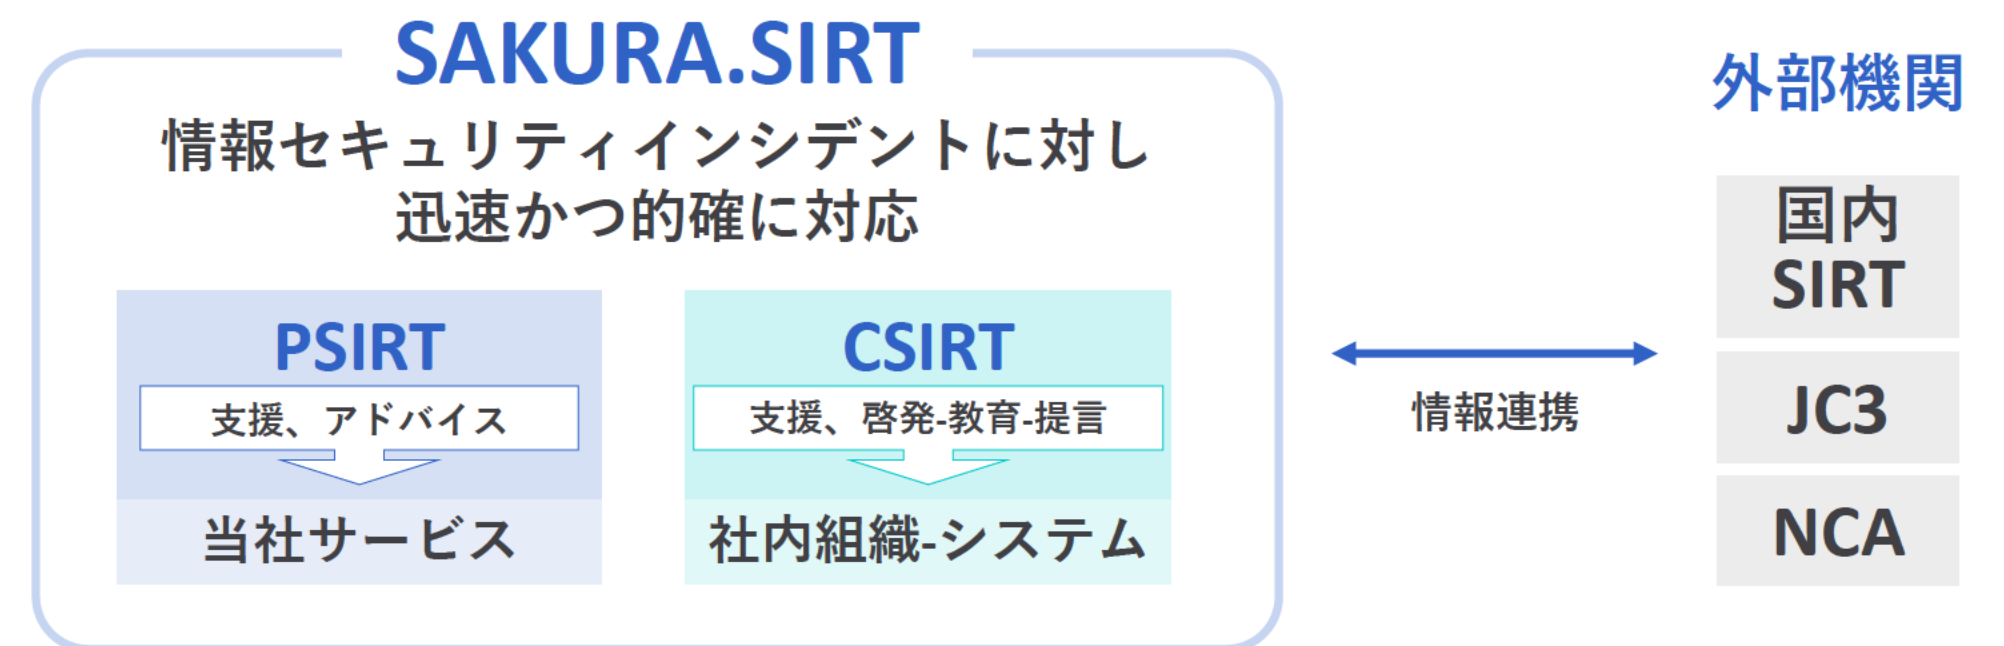 SAKURA.SIRT
情報セキュリティインシデントに対し
迅速かつ的確に対応
PSIRT
支援、アドバイス
当社サービス
CSIRT
支援、啓発-教育-提言
社内組織-システム
情報連携
外部機関
国内
SIRT
JC3
NCA